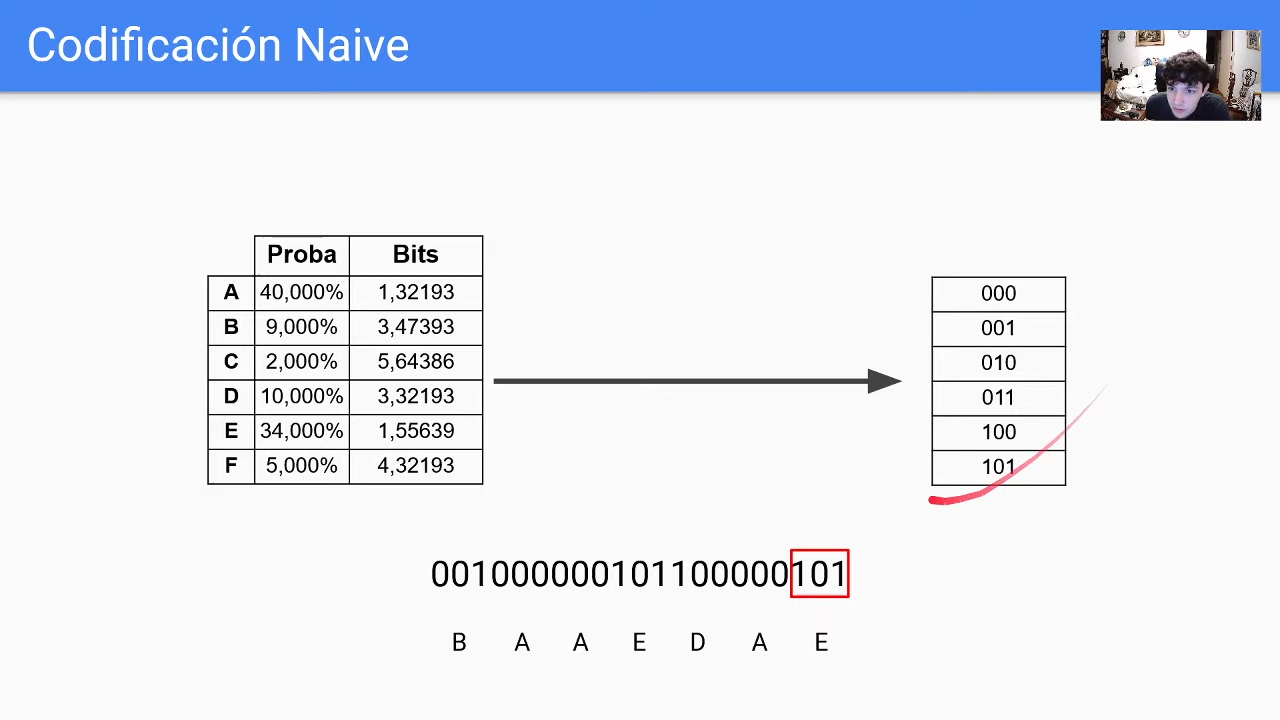 Codificación Naive
Proba Bits
A 40,000% 1,32193 000
B 9,000% 3,47393 001
C 2,000% 5,64386 010
D 10,000% 3,32193 011
E 34,000% 1,55639 100
F 5,000% 4,32193 101
001000000101100000101
B A A E D A E